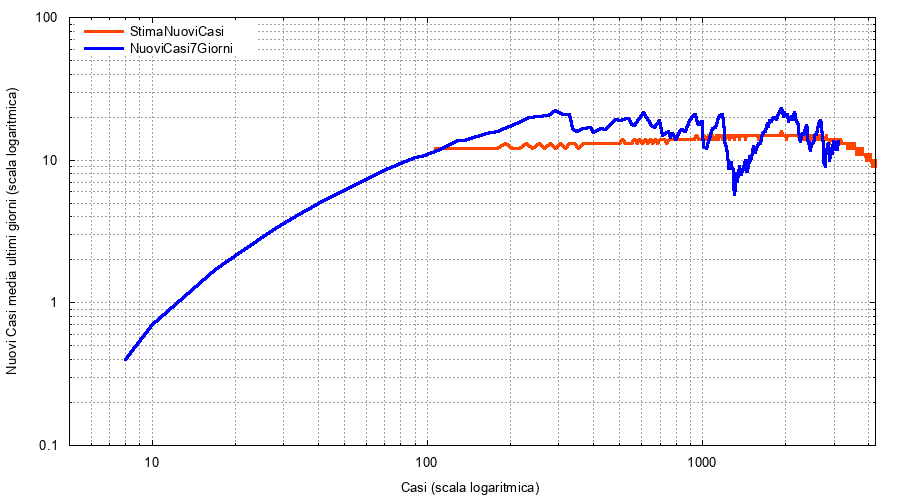 100
StimaNuoviCasi
NuoviCasi7Giorni
10
1
0.1
Nuovi Casi media ultimi giorni (scala logaritmica)
10
100
1000
Casi (scala logaritmica)